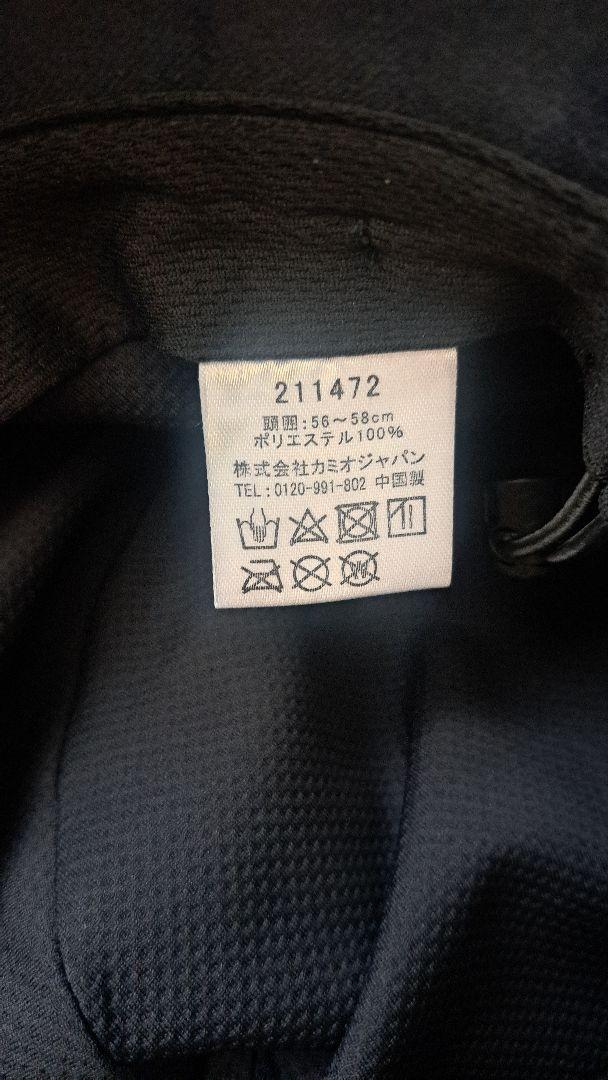 211472
頭囲:56～58cm
ポリエステル100%
株式会社カミオジャパン
TEL:0120-991-802 中国製